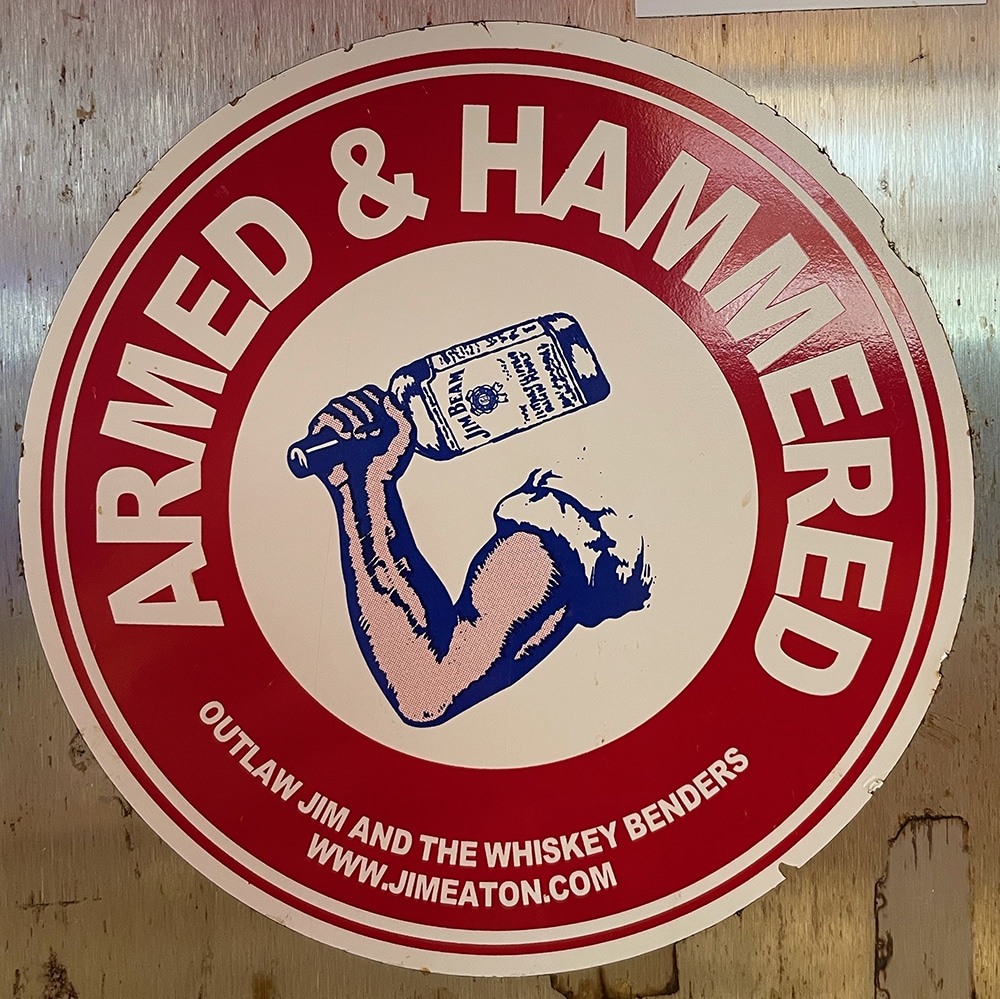 ARMED & HAMMERED
JIM BEAM
OUTLAW JIM AND THE WHISKEY BENDERS
WWW.JIMEATON.COM